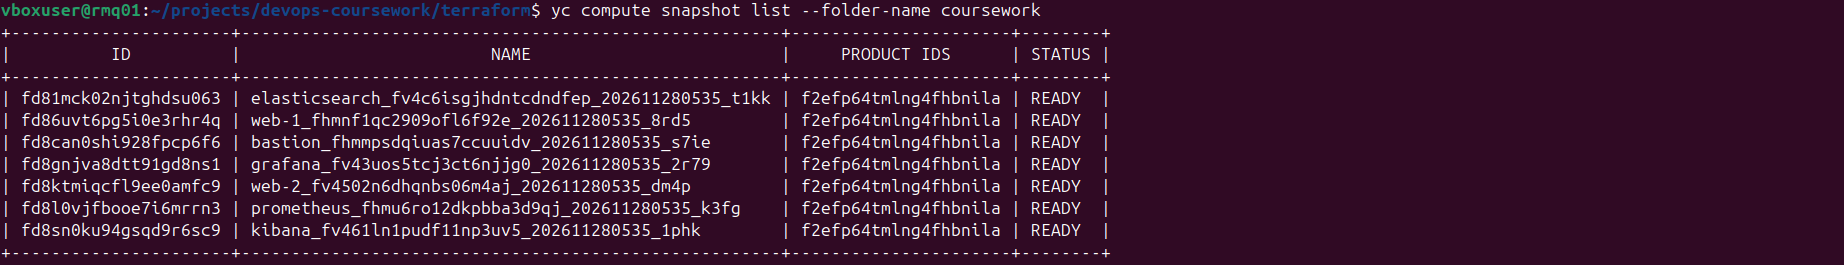 vboxuser@rmq01:~/projects/devops-coursework/terraform$ yc compute snapshot list --folder-name coursework
+----------------------+----------------------------------------------------+----------------------+--------+
| ID | NAME | PRODUCT IDS | STATUS |
+----------------------+----------------------------------------------------+----------------------+--------+
| fd81mck02njtghdsu063 | elasticsearch_fv4c6isgjhdntcdndfep_202611280535_t1kk | f2efp64tmlng4fhbnila | READY |
| fd86uvt6pg5i0e3rhr4q | web-1_fhmnf1qc2909ofl6f92e_202611280535_8rd5 | f2efp64tmlng4fhbnila | READY |
| fd8can0shi928fpcp6f6 | bastion_fhmmpsdqiuas7ccuuidv_202611280535_s7ie | f2efp64tmlng4fhbnila | READY |
| fd8gnjva8dtt91gd8ns1 | grafana_fv43uos5tcj3ct6njjg0_202611280535_2r79 | f2efp64tmlng4fhbnila | READY |
| fd8ktmiqcfl9ee0amfc9 | web-2_fv4502n6dhqnbs06m4aj_202611280535_dm4p | f2efp64tmlng4fhbnila | READY |
| fd8l0vjfbooe7i6mrrn3 | prometheus_fhmu6ro12dkpbba3d9qj_202611280535_k3fg | f2efp64tmlng4fhbnila | READY |
| fd8sn0ku94gsqd9r6sc9 | kibana_fv461ln1pudf11np3uv5_202611280535_1phk | f2efp64tmlng4fhbnila | READY |
+----------------------+----------------------------------------------------+----------------------+--------+